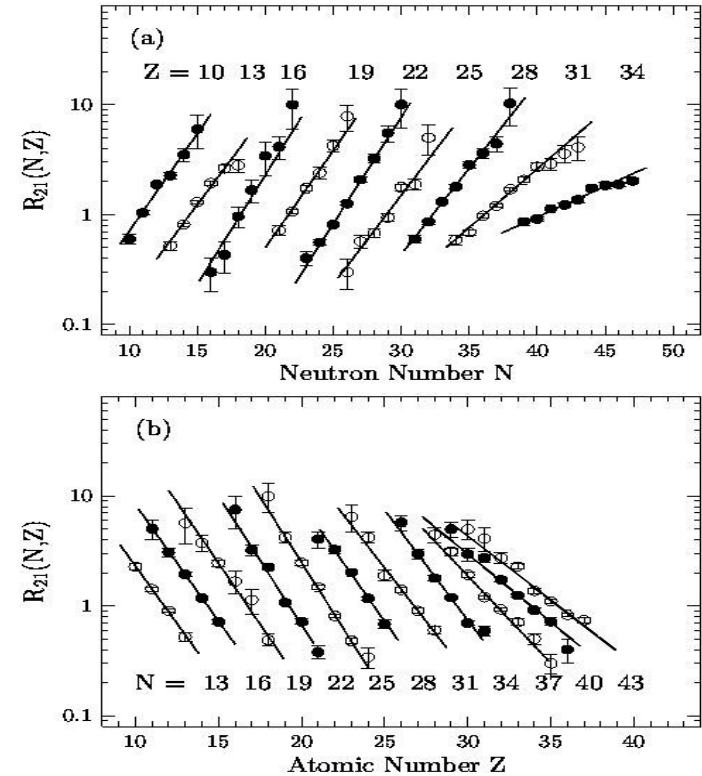 (a)
Z = 10 13 16 19 22 25 28 31 34
R21(N,Z)
10
1
0.1
10 15 20 25 30 35 40 45 50
Neutron Number N
(b)
R21(N,Z)
10
1
0.1
N = 13 16 19 22 25 28 31 34 37 40 43
10 15 20 25 30 35 40
Atomic Number Z